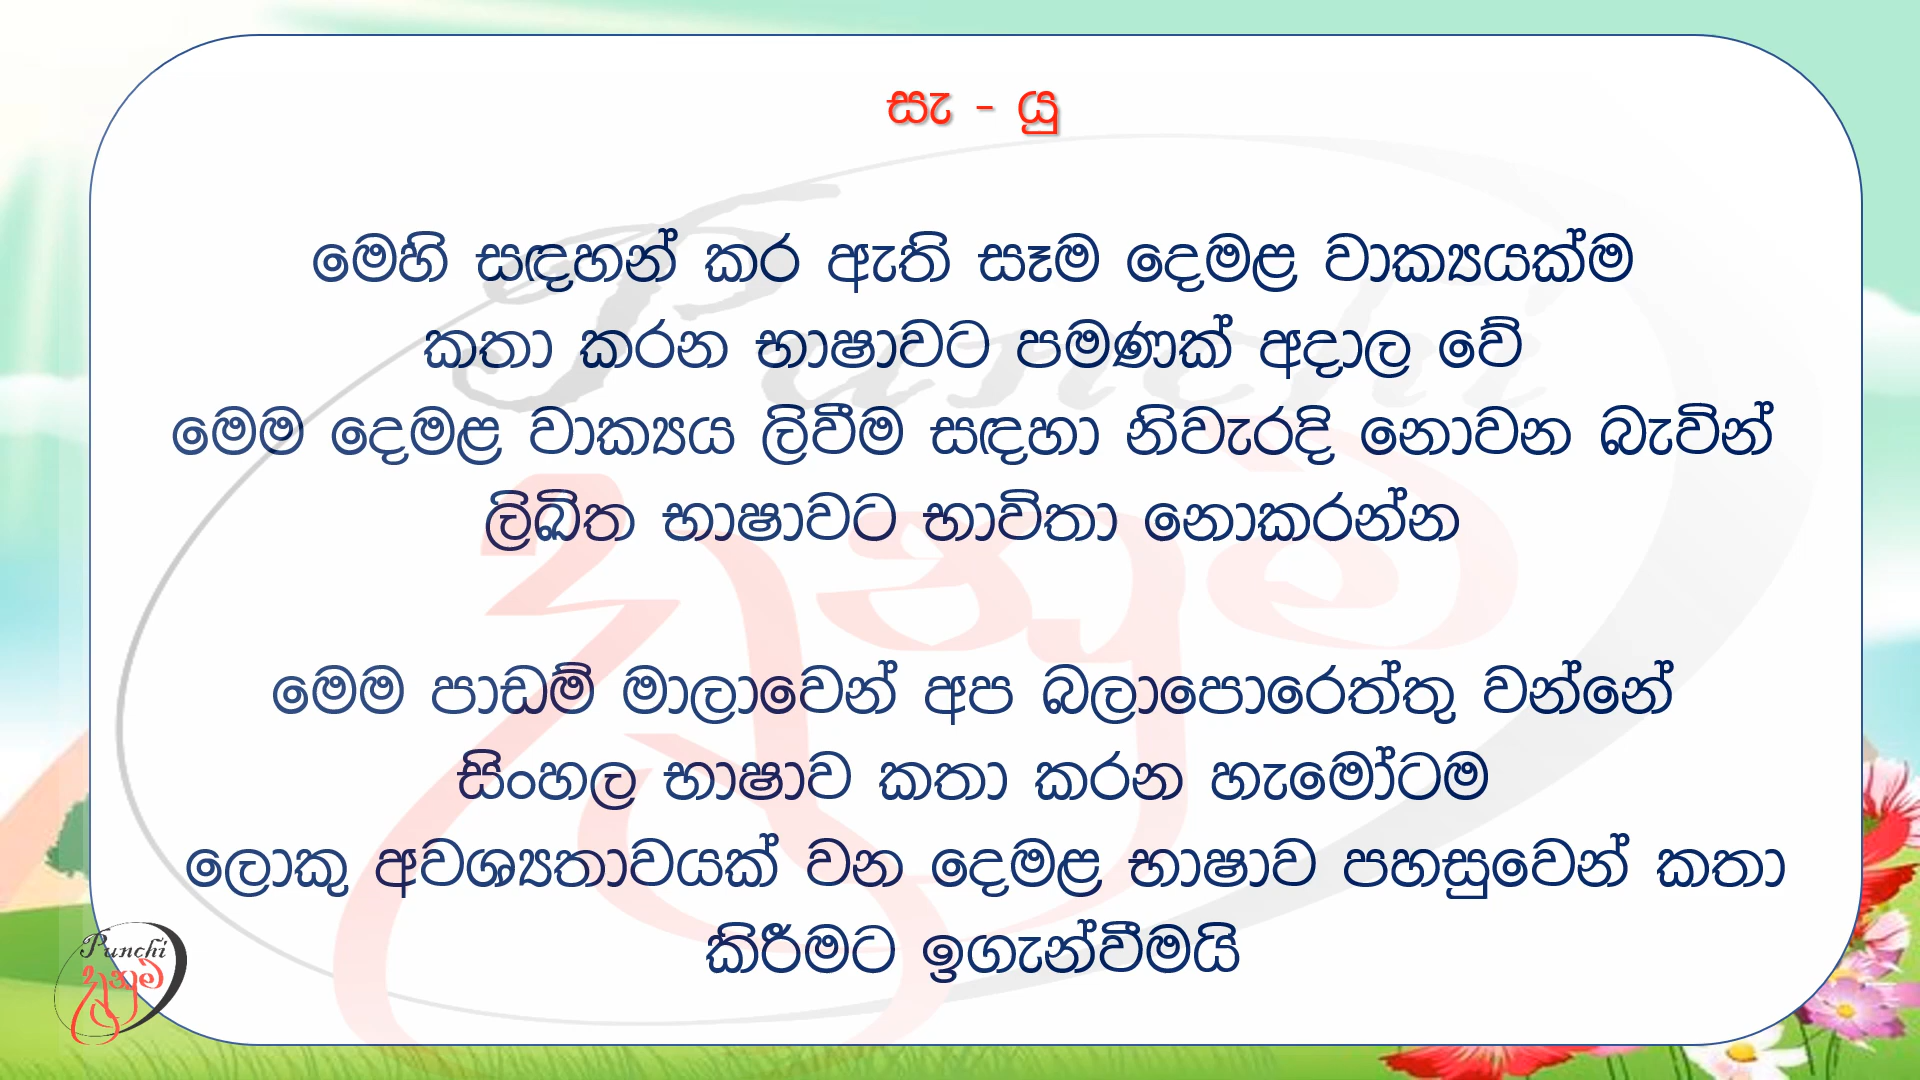 සැ - යු
මෙහි සඳහන් කර ඇති සෑම දෙමළ වාක්‍යයක්ම
කතා කරන භාෂාවට පමණක් අදාල වේ
මෙම දෙමළ වාක්‍යය ලිවීම සඳහා නිවැරදි නොවන බැවින්
ලිඛිත භාෂාවට භාවිතා නොකරන්න
මෙම පාඩම් මාලාවෙන් අප බලාපොරෙත්තු වන්නේ
සිංහල භාෂාව කතා කරන හැමෝටම
ලොකු අවශ්‍යතාවයක් වන දෙමළ භාෂාව පහසුවෙන් කතා
කිරීමට ඉගැන්වීමයි
Punchi
දැනුම